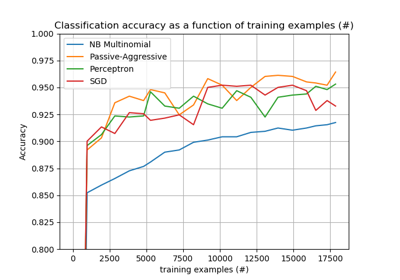 Classification accuracy as a function of training examples (#)
1.000
0.975
0.950
0.925
0.900
0.875
0.850
0.825
0.800
Accuracy
NB Multinomial
Passive-Aggressive
Perceptron
SGD
0 2500 5000 7500 10000 12500 15000 17500
training examples (#)